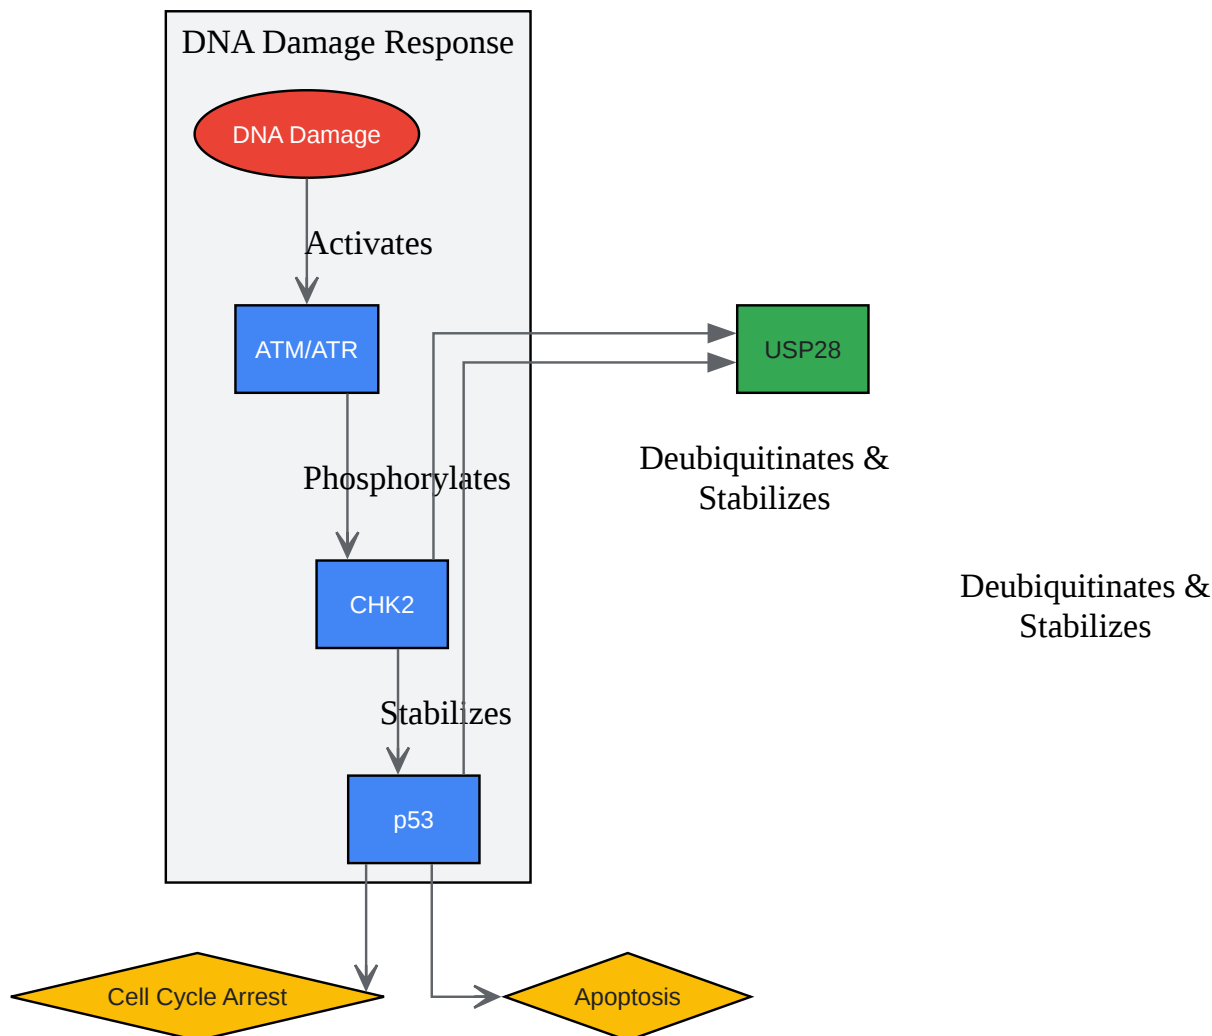 DNA Damage Response
DNA Damage
Activates
ATM/ATR
USP28
Phosphorylates
Deubiquitinates &
Stabilizes
CHK2
Deubiquitinates &
Stabilizes
Stabilizes
p53
Cell Cycle Arrest
Apoptosis